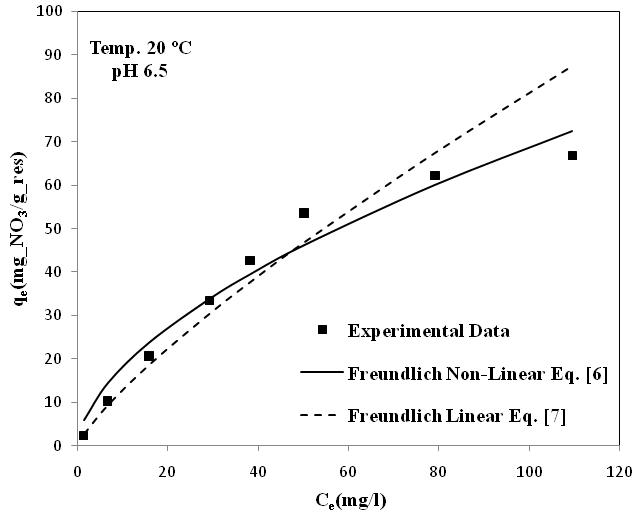 100
90
80
70
60
50
40
30
20
10
0
qe(mg_NO3/g_res)
Temp. 20 ºC
pH 6.5
Experimental Data
Freundlich Non-Linear Eq. [6]
Freundlich Linear Eq. [7]
0 20 40 60 80 100 120
Ce(mg/l)